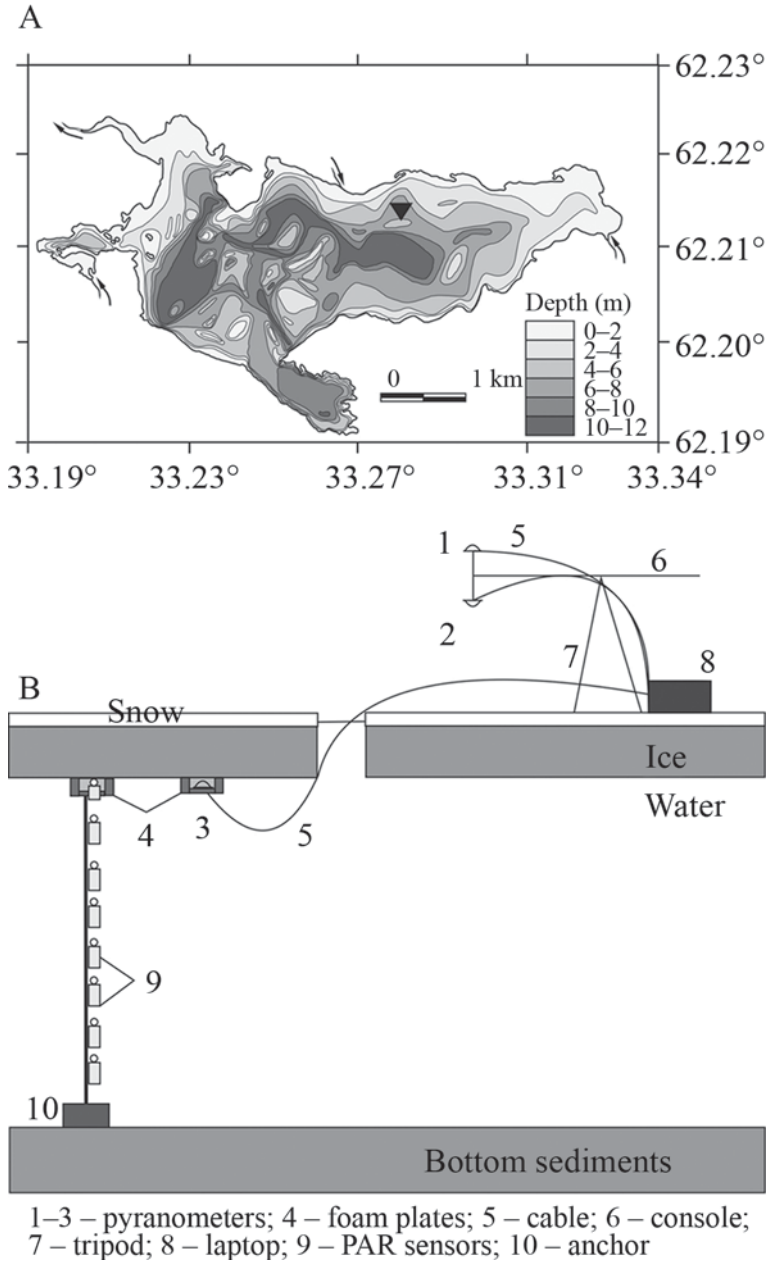 A
62.23°
62.22°
62.21°
62.20°
62.19°
Depth (m)
0–2
2–4
4–6
6–8
8–10
10–12
0 1 km
33.19° 33.23° 33.27° 33.31° 33.34°
1 5 6
2
7 8
B
Snow
Ice
Water
4 3 5
9
10
Bottom sediments
1–3 – pyranometers; 4 – foam plates; 5 – cable; 6 – console;
7 – tripod; 8 – laptop; 9 – PAR sensors; 10 – anchor